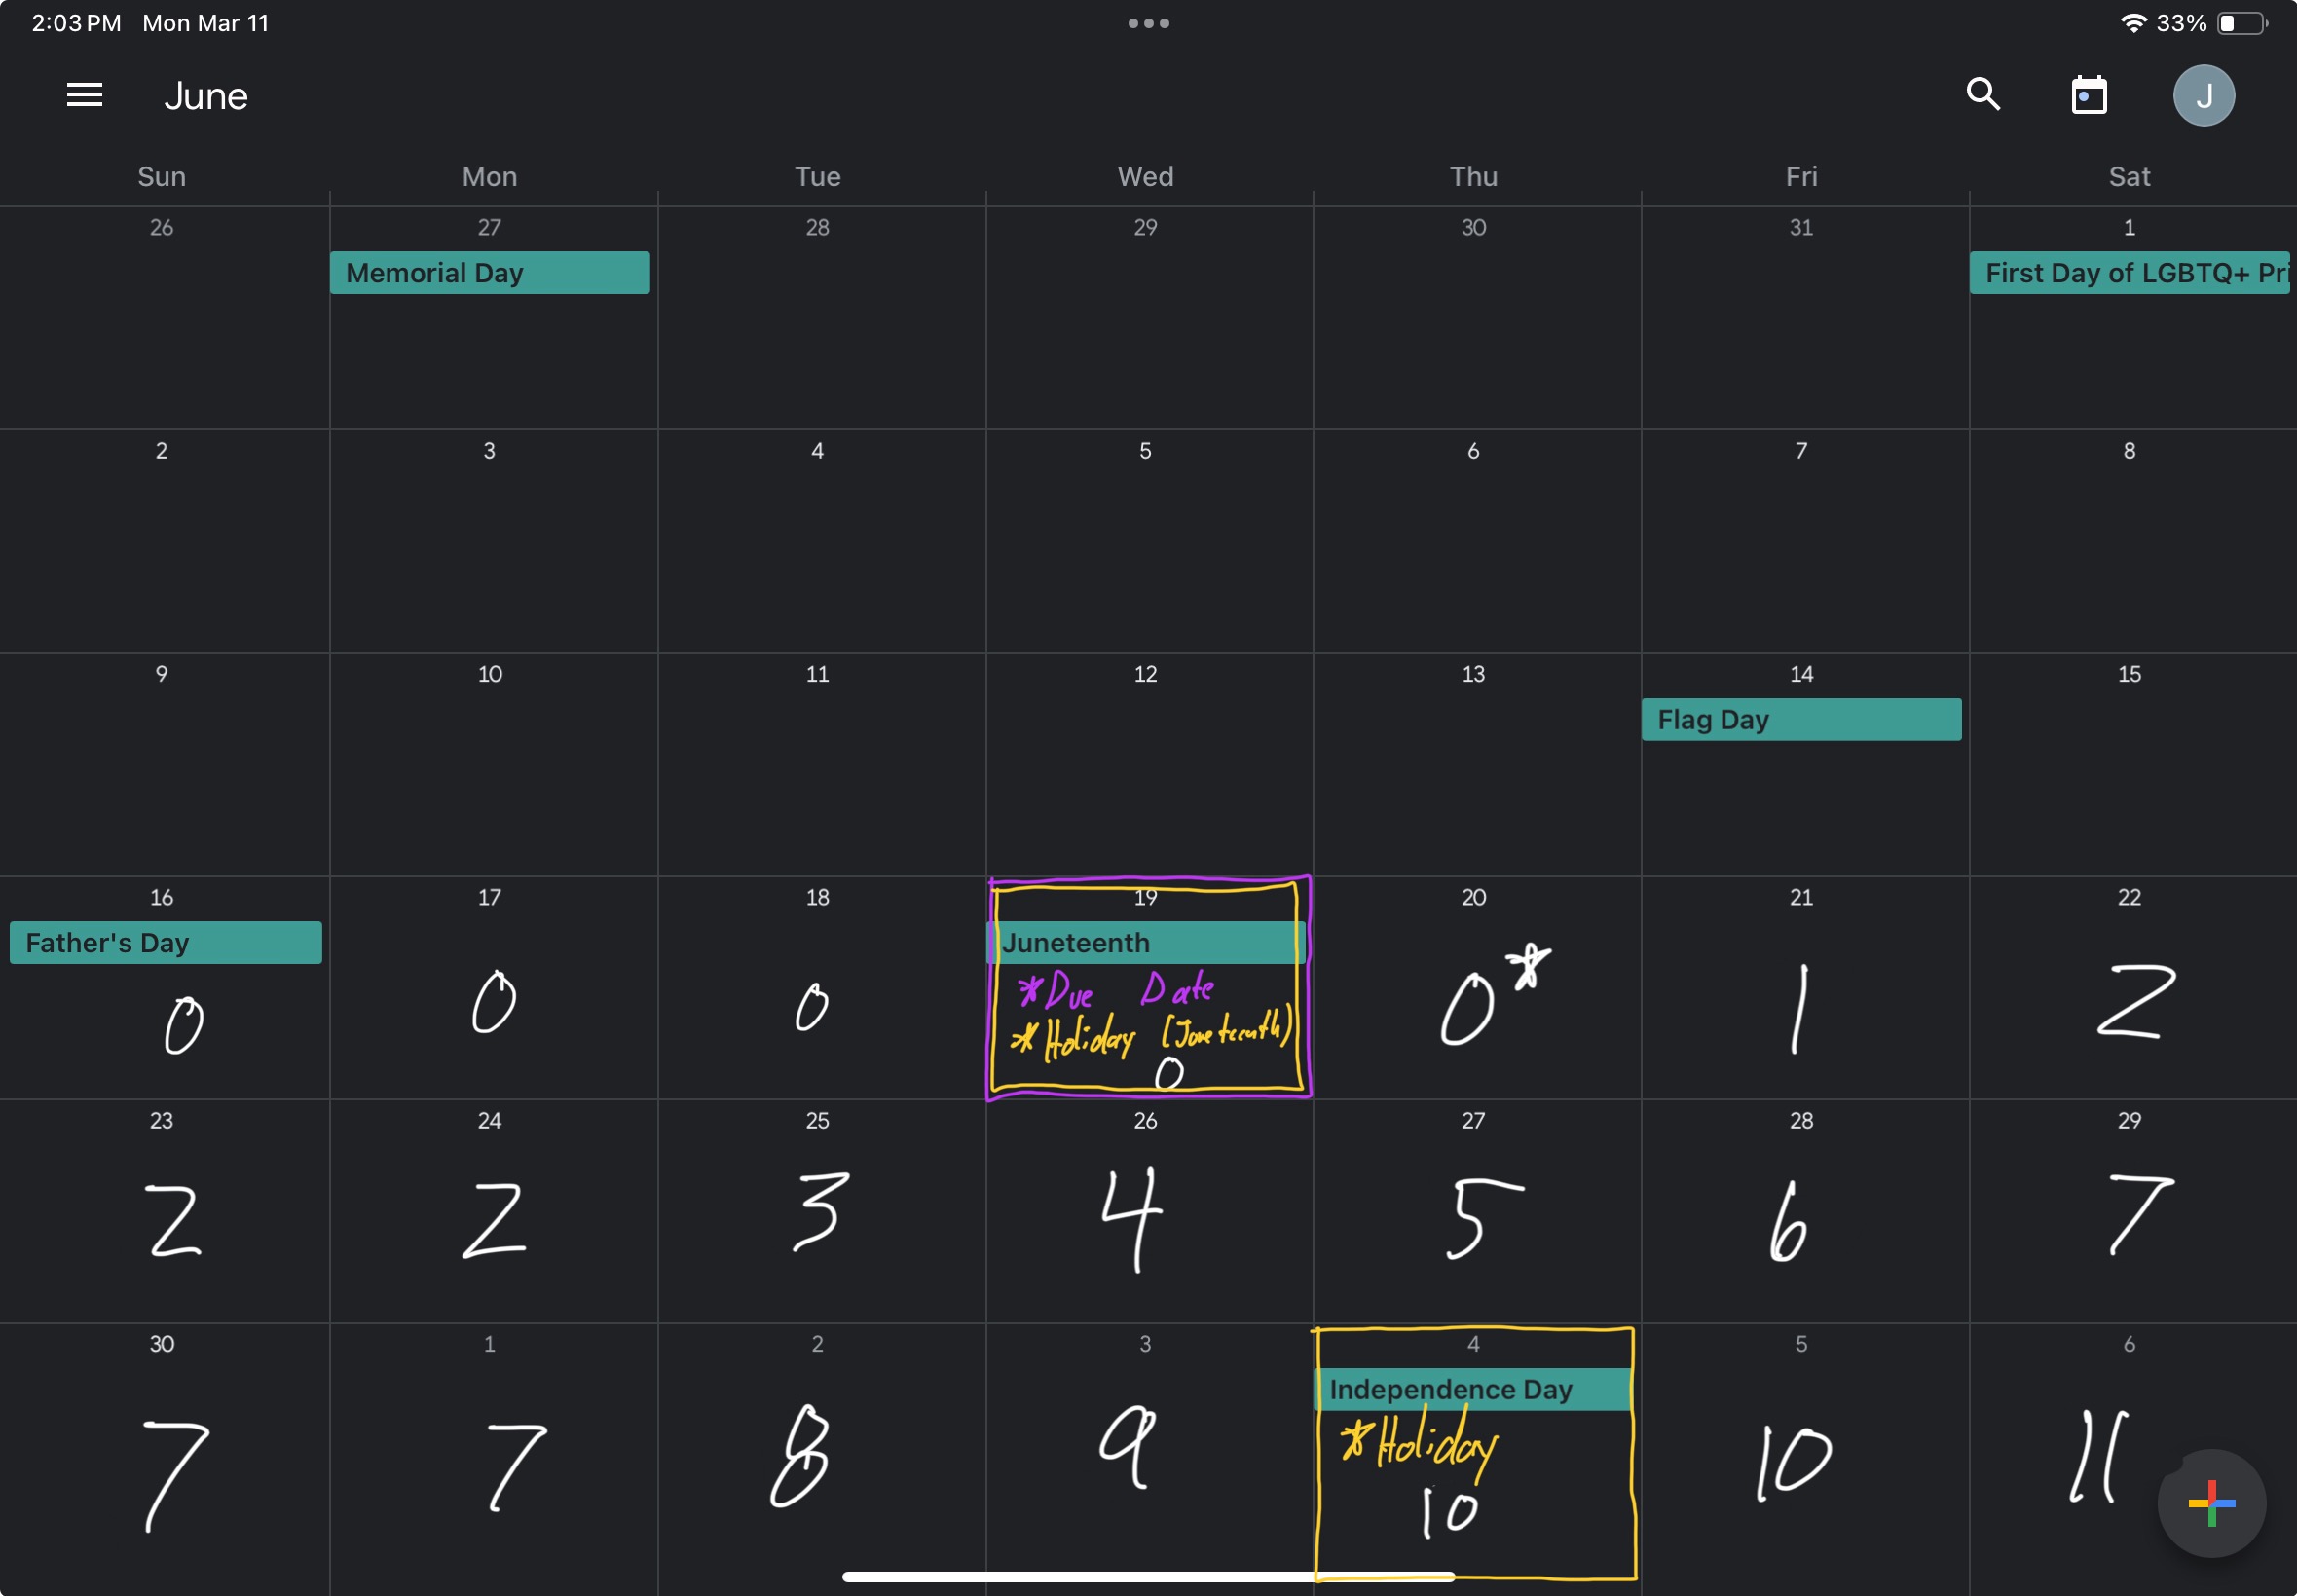 2:03 PM Mon Mar 11 33%
June J
Sun Mon Tue Wed Thu Fri Sat
26 27 28 29 30 31 1
Memorial Day First Day of LGBTQ+ Pri
2 3 4 5 6 7 8
9 10 11 12 13 14 15
Flag Day
16 17 18 19 20 21 22
Father's Day Juneteenth
*Due Date
*Holiday (Juneteenth)
0 0 0 0 0* 1 2
23 24 25 26 27 28 29
2 2 3 4 5 6 7
30 1 2 3 4 5 6
Independence Day
*Holiday
7 7 8 9 10 10 11